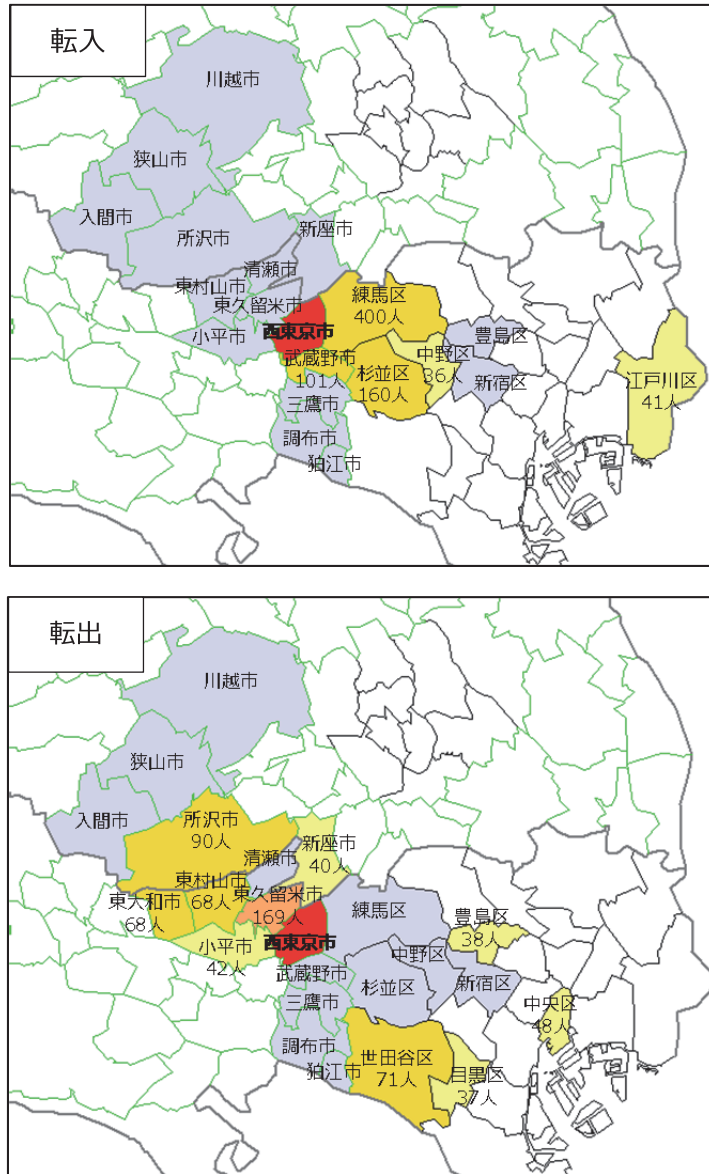 転入
川越市
狭山市
入間市
所沢市
新座市
清瀬市
東村山市
東久留米市
練馬区
400人
西東京市
小平市
豊島区
武蔵野市
101人
杉並区
160人
中野区
36人
新宿区
江戸川区
41人
三鷹市
調布市
狛江市
転出
川越市
狭山市
入間市
所沢市
90人
新座市
40人
清瀬市
東村山市
68人
東久留米市
169人
東大和市
68人
練馬区
豊島区
38人
小平市
42人
西東京市
中野区
武蔵野市
杉並区
新宿区
中央区
48人
三鷹市
調布市
狛江市
世田谷区
71人
目黒区
37人